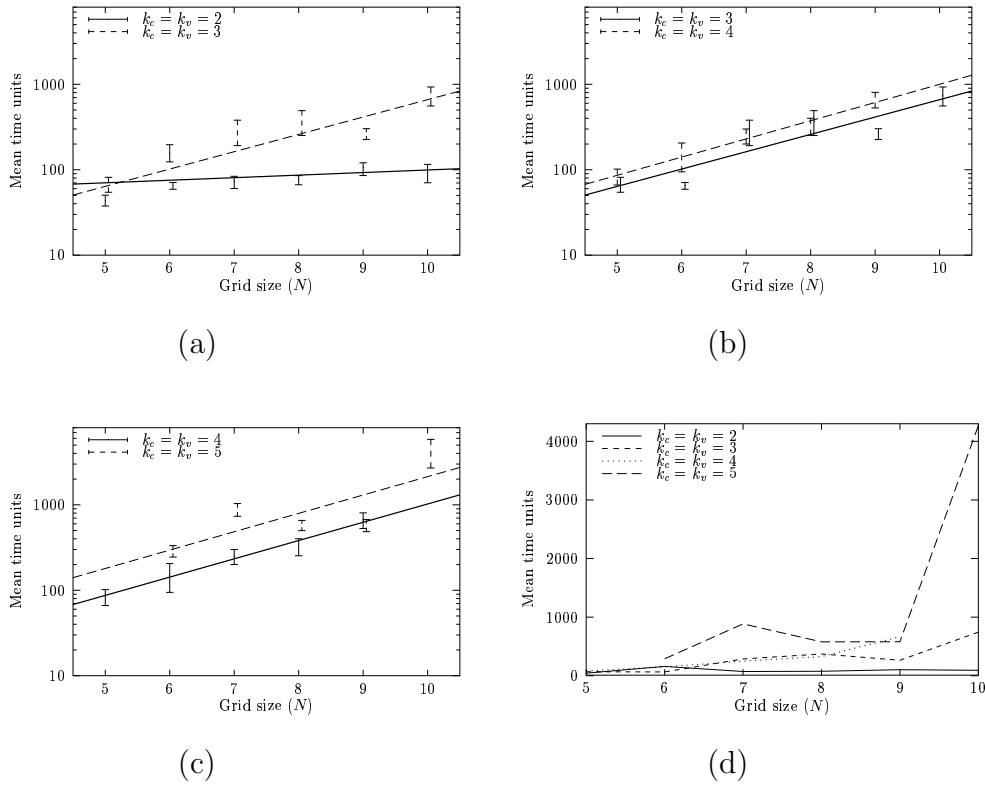 k_c = k_v = 2
k_c = k_v = 3
1000
100
10
Mean time units
5 6 7 8 9 10
Grid size (N)
(a)
k_c = k_v = 3
k_c = k_v = 4
1000
100
10
Mean time units
5 6 7 8 9 10
Grid size (N)
(b)
k_c = k_v = 4
k_c = k_v = 5
1000
100
10
Mean time units
5 6 7 8 9 10
Grid size (N)
(c)
k_c = k_v = 2
k_c = k_v = 3
k_c = k_v = 4
k_c = k_v = 5
4000
3000
2000
1000
0
Mean time units
5 6 7 8 9 10
Grid size (N)
(d)